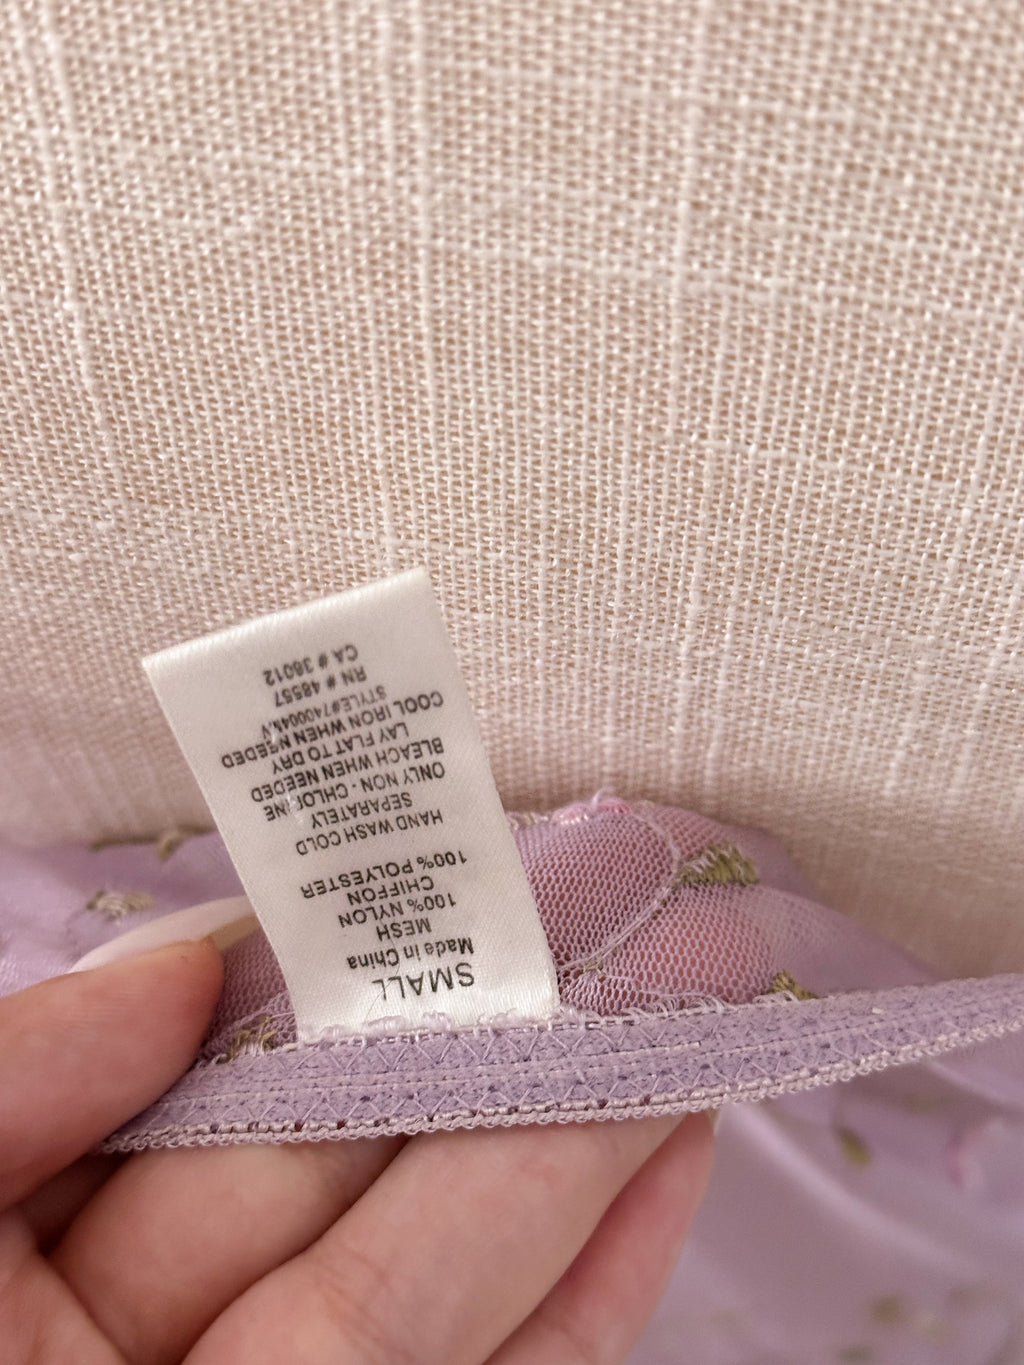 SMALL
Made in China
MESH
100% NYLON
CHIFFON
100% POLYESTER
HAND WASH COLD
SEPARATELY
ONLY NON - CHLORINE
BLEACH WHEN NEEDED
LAY FLAT TO DRY
COOL IRON WHEN NEEDED
RN # 48557
CA # 36012